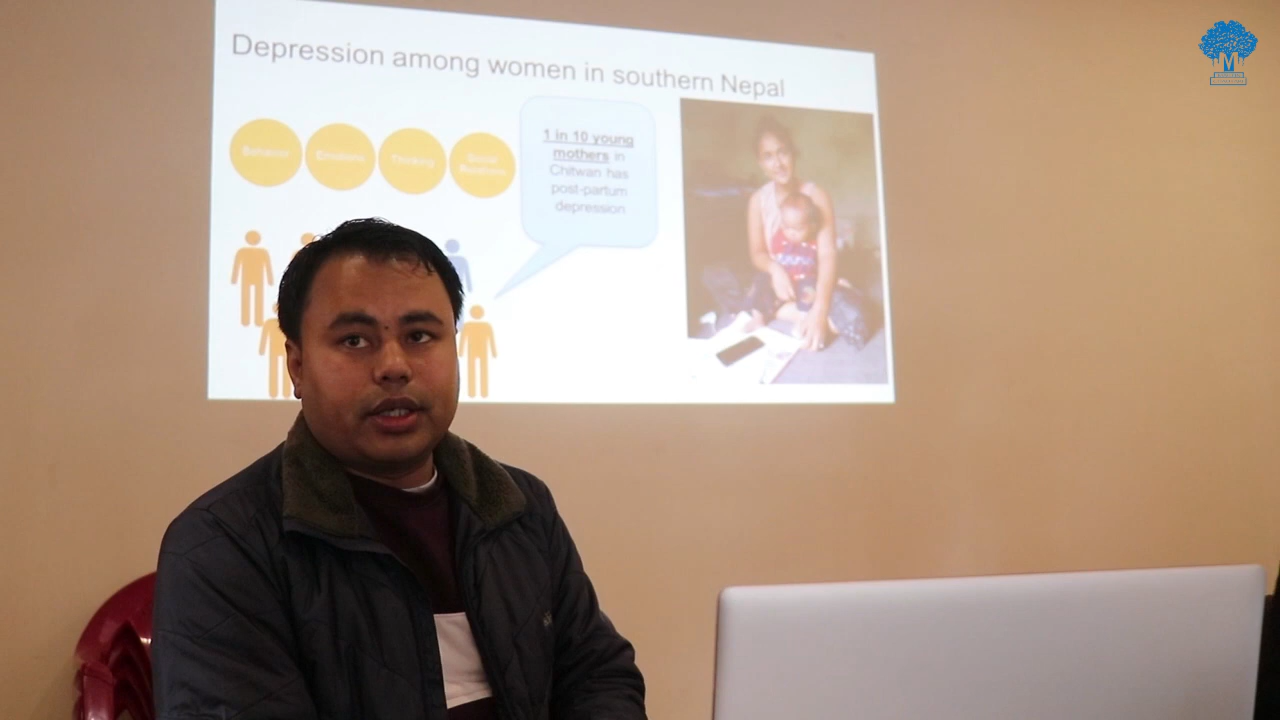 Depression among women in southern Nepal
Behavior
Emotions
Thinking
Social
1 in 10 young
mothers in
Chitwan has
post-partum
depression
M